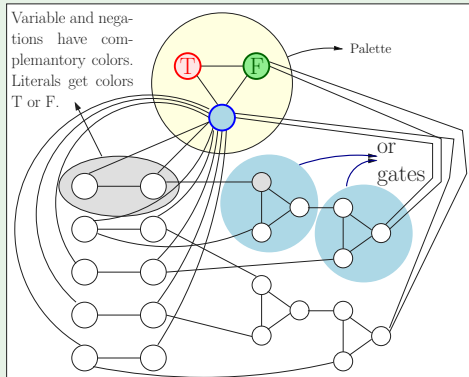 Variable and nega-
tions have com-
plemantory colors.
Literals get colors
T or F.
T
F
Palette
or
gates